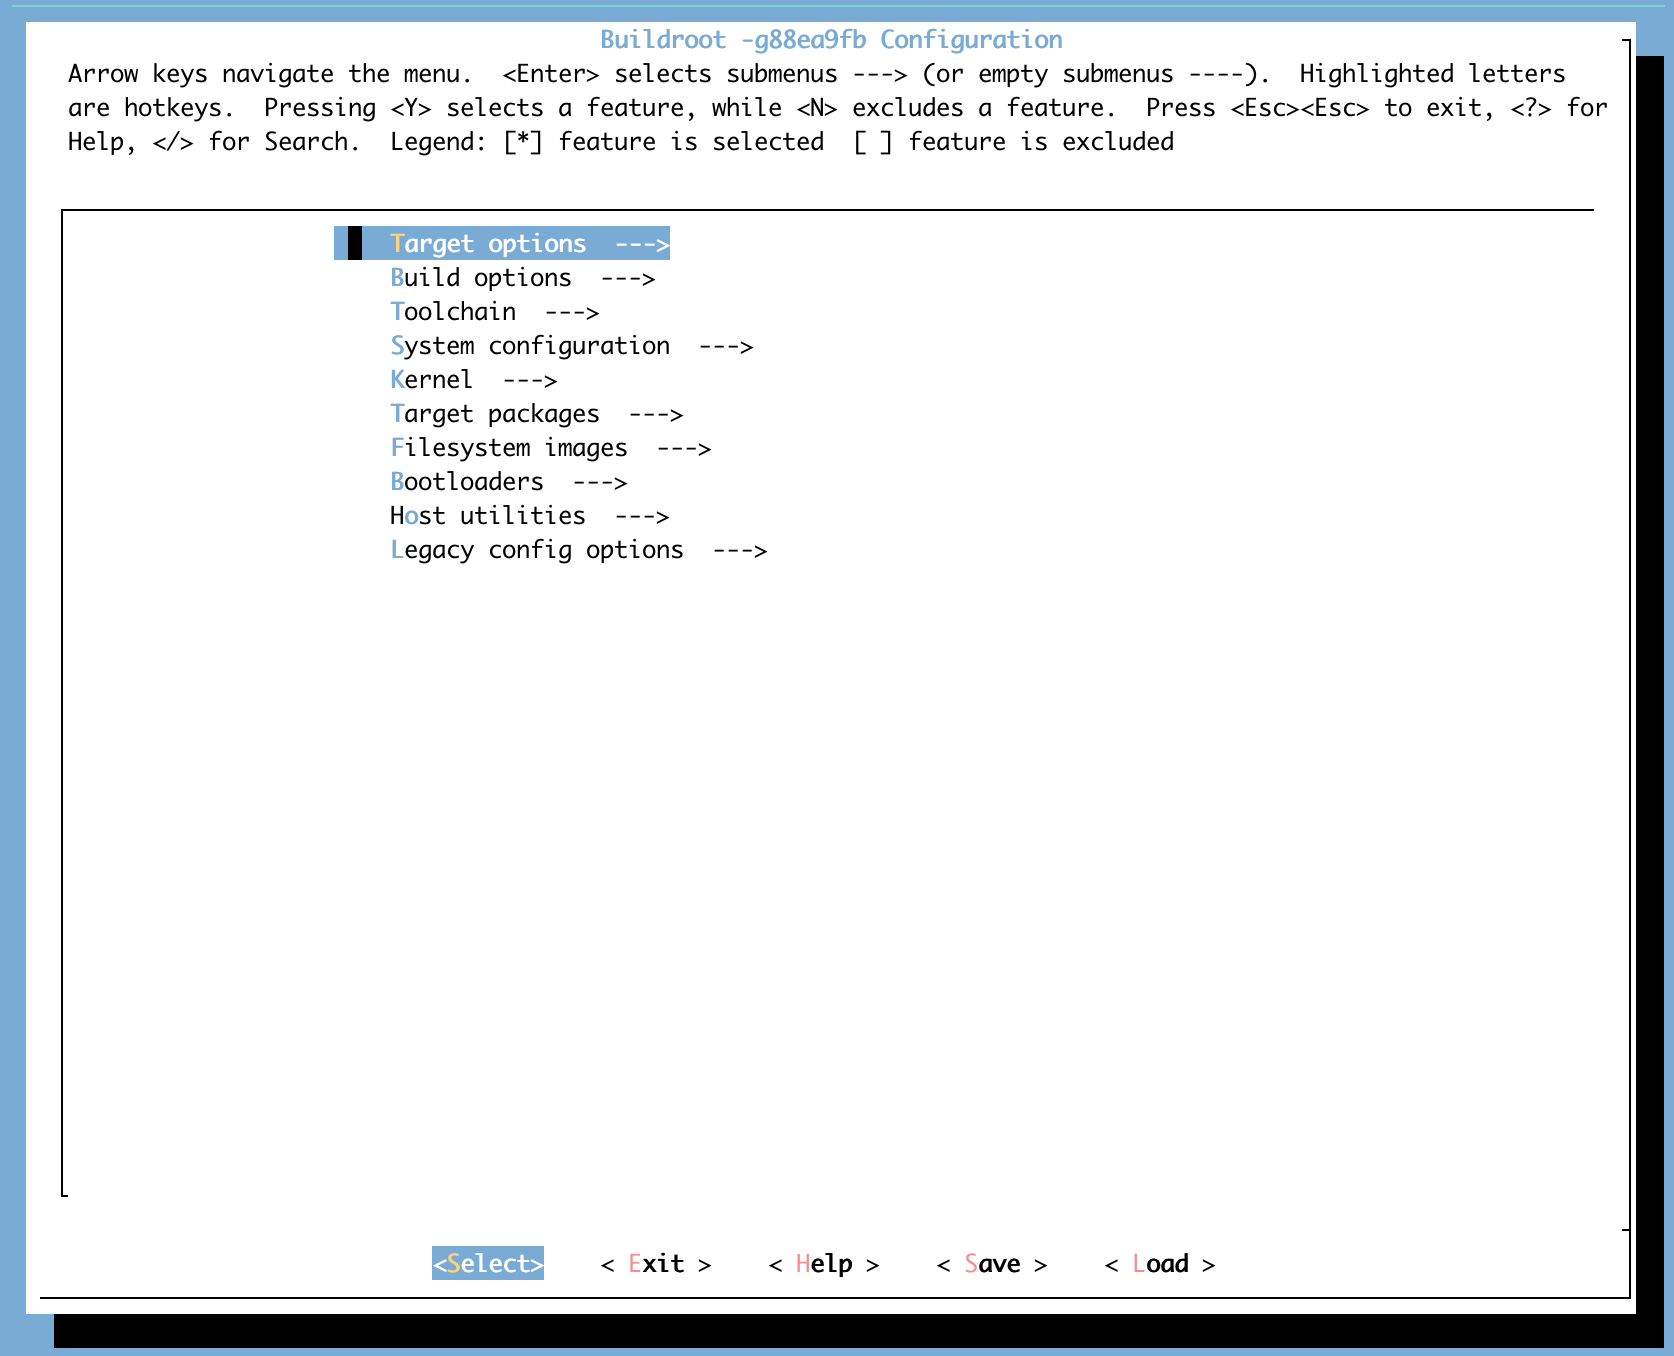 Buildroot -g88ea9fb Configuration
Arrow keys navigate the menu.  <Enter> selects submenus ---> (or empty submenus ----).  Highlighted letters
are hotkeys.  Pressing <Y> selects a feature, while <N> excludes a feature.  Press <Esc><Esc> to exit, <?> for
Help, </> for Search.  Legend: [*] feature is selected  [ ] feature is excluded
Target options  --->
Build options  --->
Toolchain  --->
System configuration  --->
Kernel  --->
Target packages  --->
Filesystem images  --->
Bootloaders  --->
Host utilities  --->
Legacy config options  --->
<Select>    < Exit >    < Help >    < Save >    < Load >